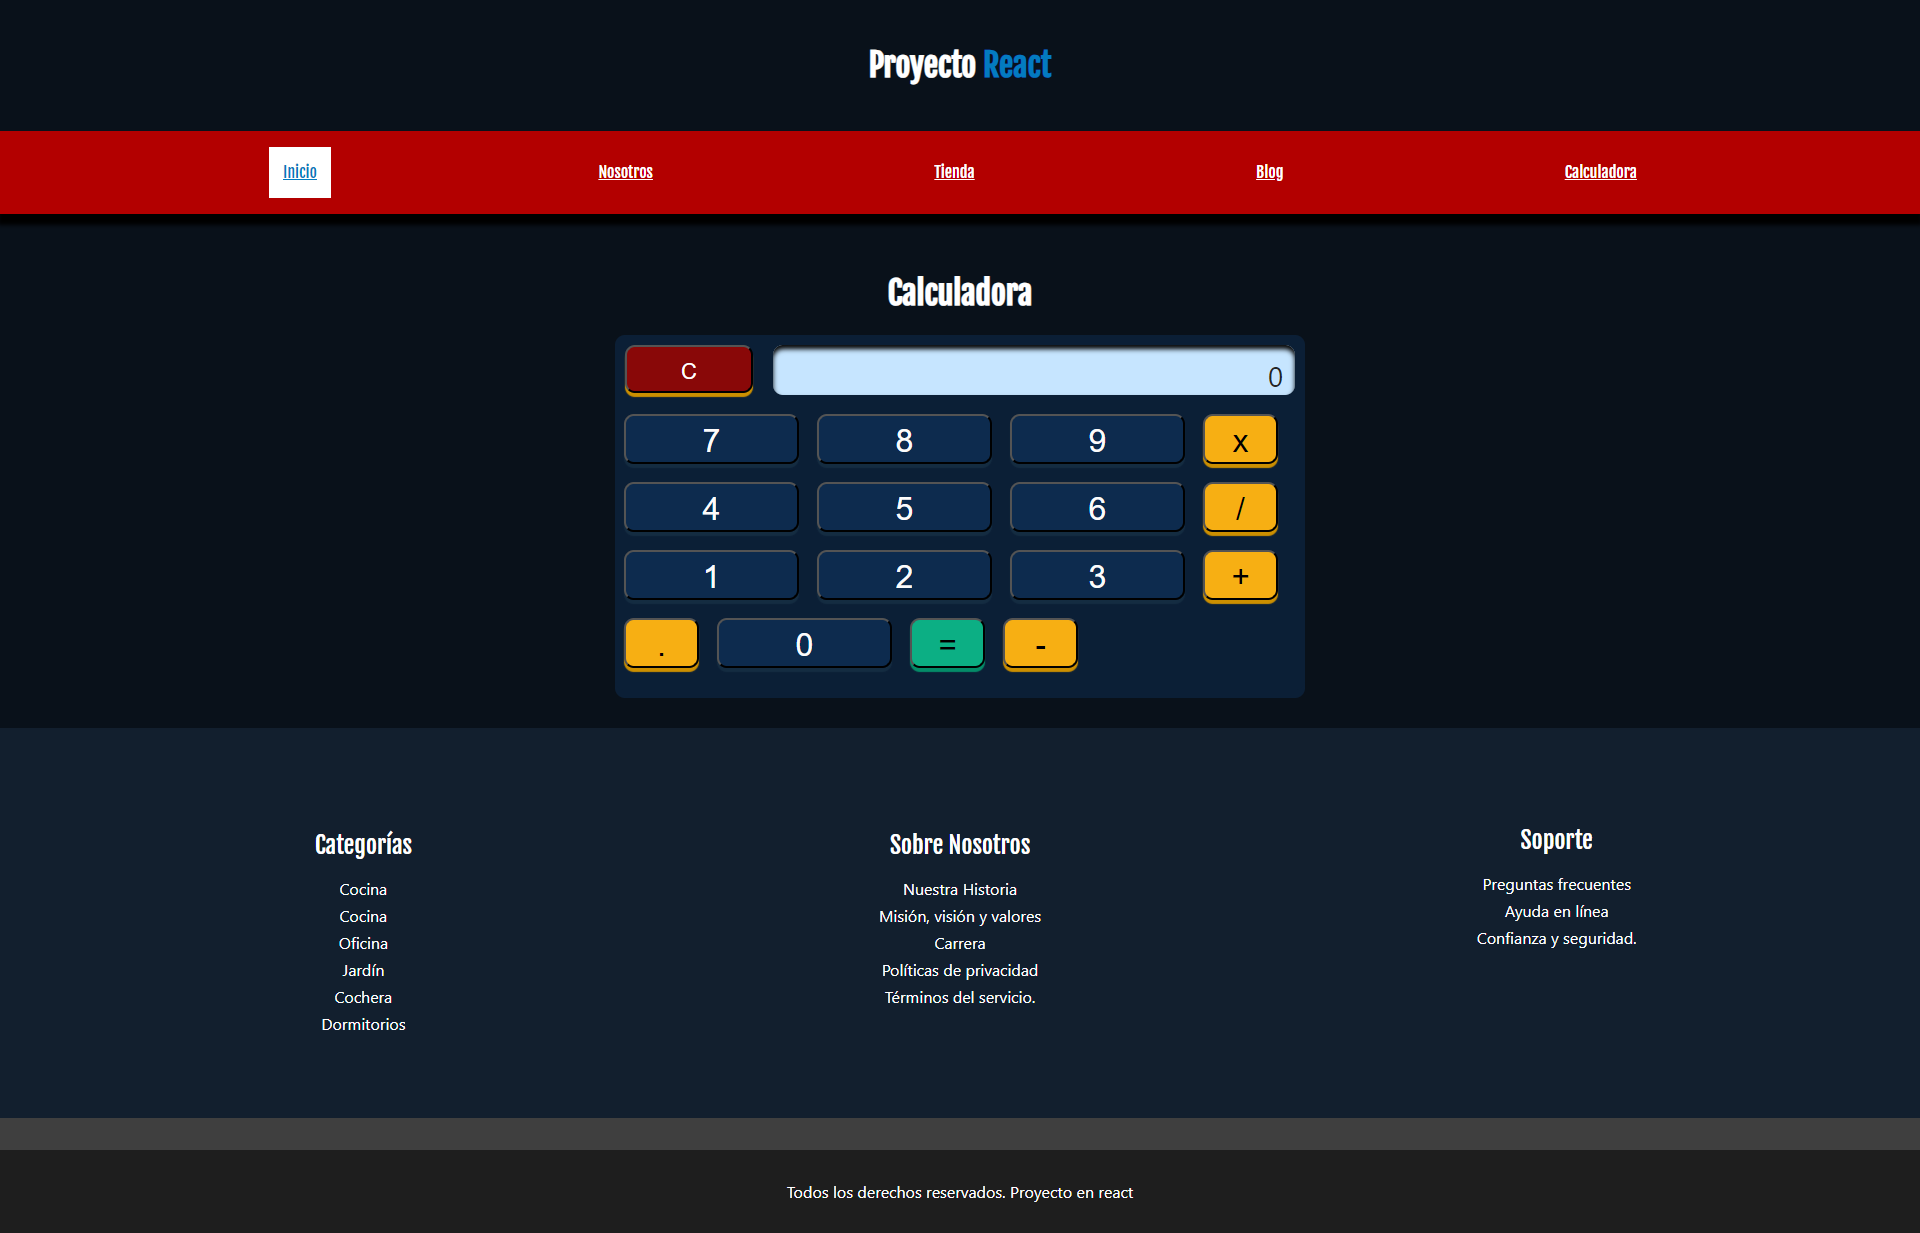 Proyecto React
Inicio Nosotros Tienda Blog Calculadora
Calculadora
C 0
7 8 9 x
4 5 6 /
1 2 3 +
. 0 = -
Categorías
Cocina
Cocina
Oficina
Jardín
Cochera
Dormitorios
Sobre Nosotros
Nuestra Historia
Misión, visión y valores
Carrera
Políticas de privacidad
Términos del servicio.
Soporte
Preguntas frecuentes
Ayuda en línea
Confianza y seguridad.
Todos los derechos reservados. Proyecto en react